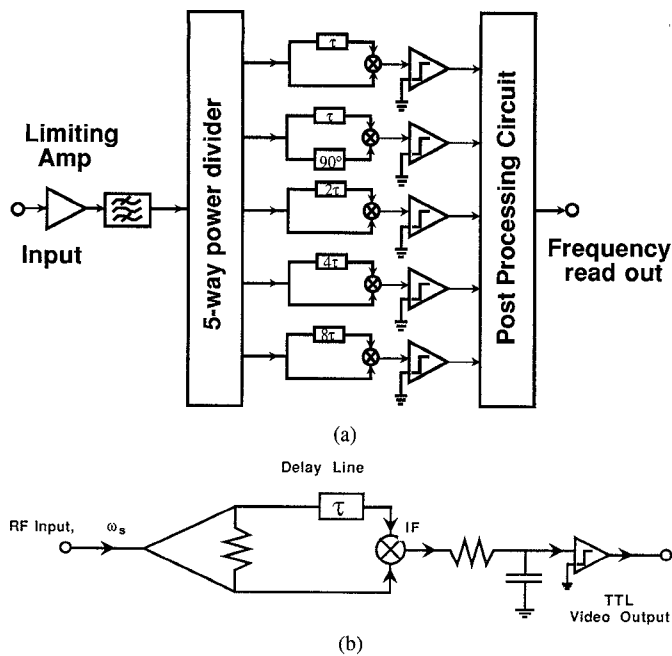 Limiting
Amp
Input
5-way power divider
τ
τ
90°
2τ
4τ
8τ
Post Processing Circuit
Frequency
read out
(a)
Delay Line
RF Input, ωs
τ
IF
TTL
Video Output
(b)